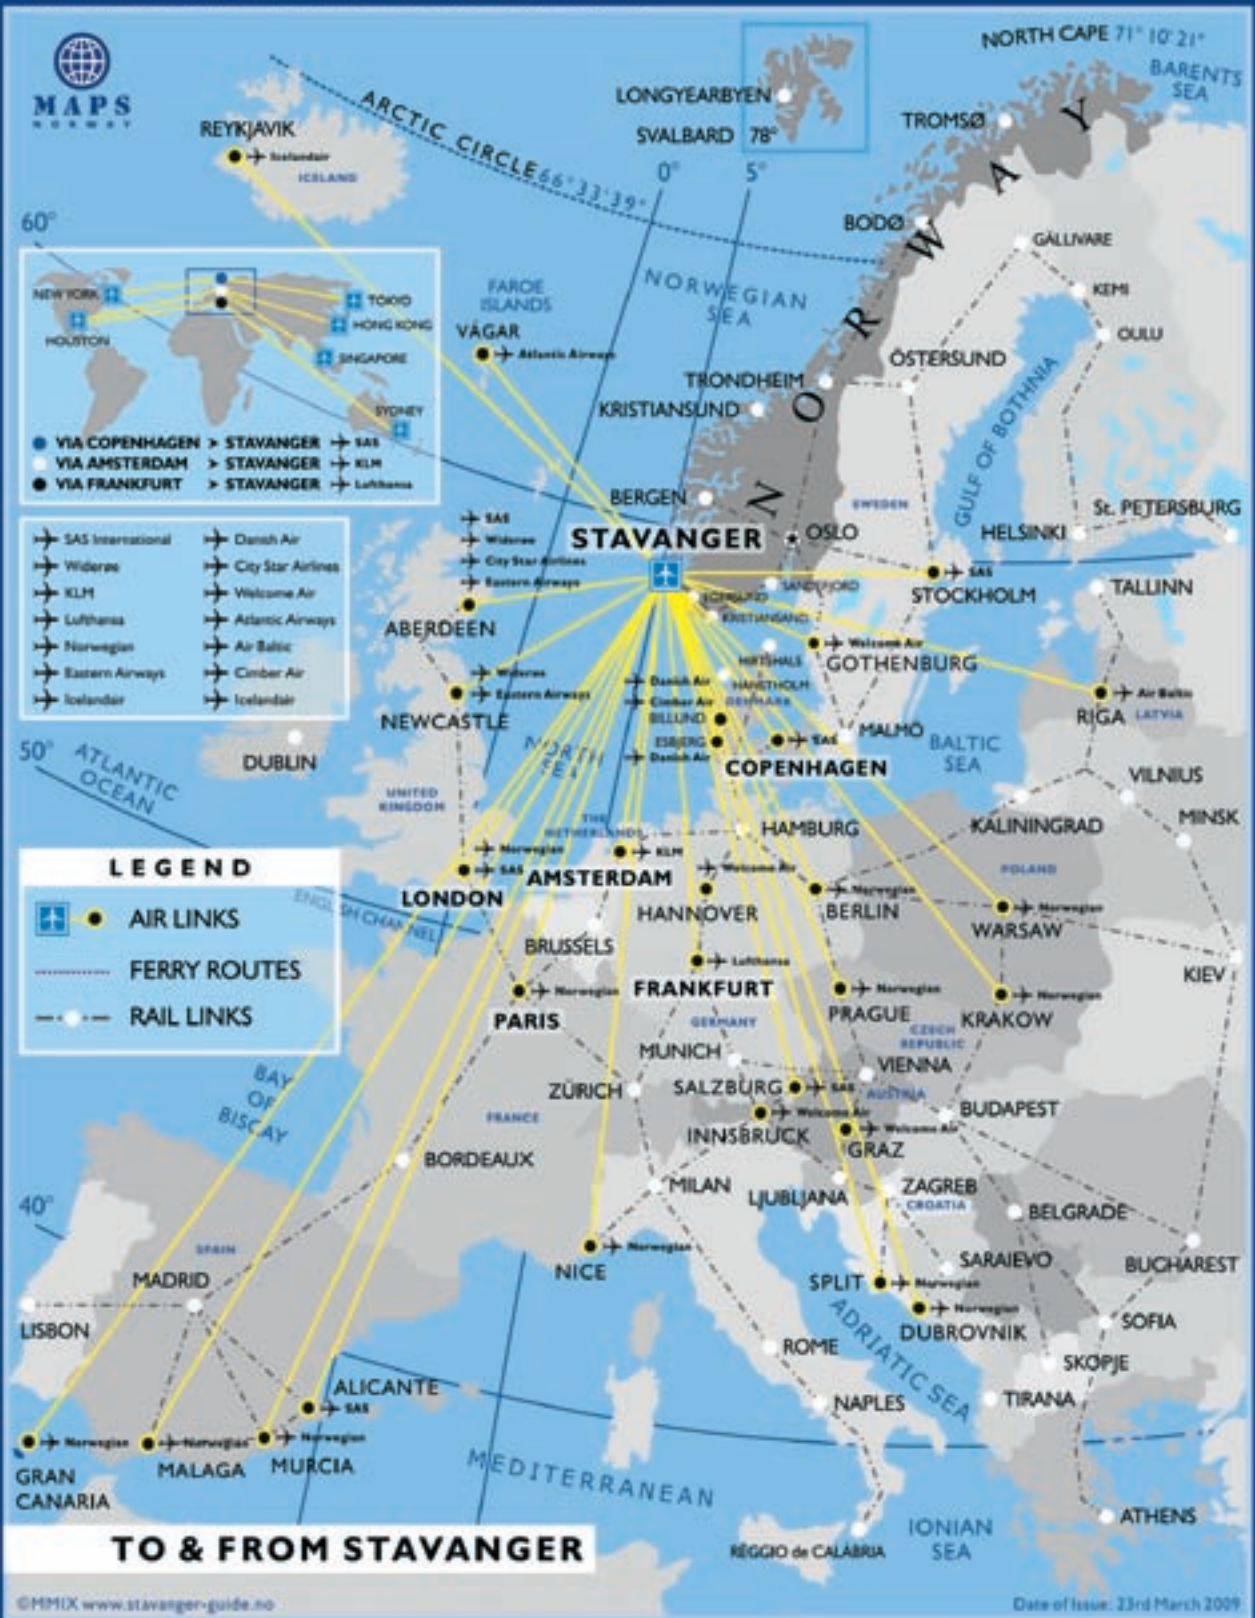 MAPS
NORWAY
NORTH CAPE 71° 10'21"
BARENTS
SEA
LONGYEARBYEN
SVALBARD 78°
TROMSØ
REYKJAVIK
Icelandair
ICELAND
ARCTIC CIRCLE 66°33'39"
0°
5°
60°
BODØ
NORWAY
GÄLLIVARE
KEMI
OULU
NORWEGIAN
SEA
FAROE
ISLANDS
VÁGAR
Atlantic Airways
NEW YORK
HOUSTON
TOKYO
HONG KONG
SINGAPORE
SYDNEY
VIA COPENHAGEN > STAVANGER SAS
VIA AMSTERDAM > STAVANGER KLM
VIA FRANKFURT > STAVANGER Lufthansa
TRONDHEIM
KRISTIANSUND
ÖSTERSUND
GULF OF BOTHNIA
BERGEN
SWEDEN
St. PETERSBURG
STAVANGER
OSLO
HELSINKI
SAS International
Widerøe
KLM
Lufthansa
Norwegian
Eastern Airways
Icelandair
Danish Air
City Star Airlines
Welcome Air
Atlantic Airways
Air Baltic
Cimber Air
Icelandair
SAS
Widerøe
City Star Airlines
Eastern Airways
ABERDEEN
EGERSUND
SANDEFJORD
KRISTIANSAND
SAS
STOCKHOLM
TALLINN
Welcome Air
GOTHENBURG
HIRTSHALS
HANSTHOLM
DENMARK
Widerøe
Eastern Airways
NEWCASTLE
Danish Air
Cimber Air
BILLUND
ESBJERG
Danish Air
SAS
COPENHAGEN
MALMÖ
Air Baltic
RIGA
LATVIA
BALTIC
SEA
VILNIUS
MINSK
KALININGRAD
50°
ATLANTIC
OCEAN
DUBLIN
UNITED
KINGDOM
NORTH
SEA
THE
NETHERLANDS
HAMBURG
POLAND
Norwegian
SAS
LONDON
KLM
AMSTERDAM
Welcome Air
HANNOVER
Norwegian
BERLIN
Norwegian
WARSAW
KIEV
LEGEND
AIR LINKS
FERRY ROUTES
RAIL LINKS
ENGLISH CHANNEL
BRUSSELS
Norwegian
PARIS
Lufthansa
FRANKFURT
GERMANY
Norwegian
PRAGUE
CZECH
REPUBLIC
Norwegian
KRAKOW
MUNICH
VIENNA
ZÜRICH
SALZBURG
SAS
AUSTRIA
BUDAPEST
Welcome Air
INNSBRUCK
Welcome Air
GRAZ
BAY
OF
BISCAY
FRANCE
BORDEAUX
MILAN
LJUBLJANA
ZAGREB
CROATIA
BELGRADE
40°
SPAIN
MADRID
LISBON
Norwegian
NICE
SARAIEVO
BUCHAREST
SPLIT
Norwegian
Norwegian
DUBROVNIK
ADRIATIC SEA
SOFIA
SKOPJE
TIRANA
ROME
NAPLES
ALICANTE
SAS
Norwegian
GRAN
CANARIA
Norwegian
MALAGA
Norwegian
MURCIA
MEDITERRANEAN
REGGIO de CALABRIA
IONIAN
SEA
ATHENS
TO & FROM STAVANGER
©MMIX www.stavanger-guide.no
Date of Issue: 23rd March 2009